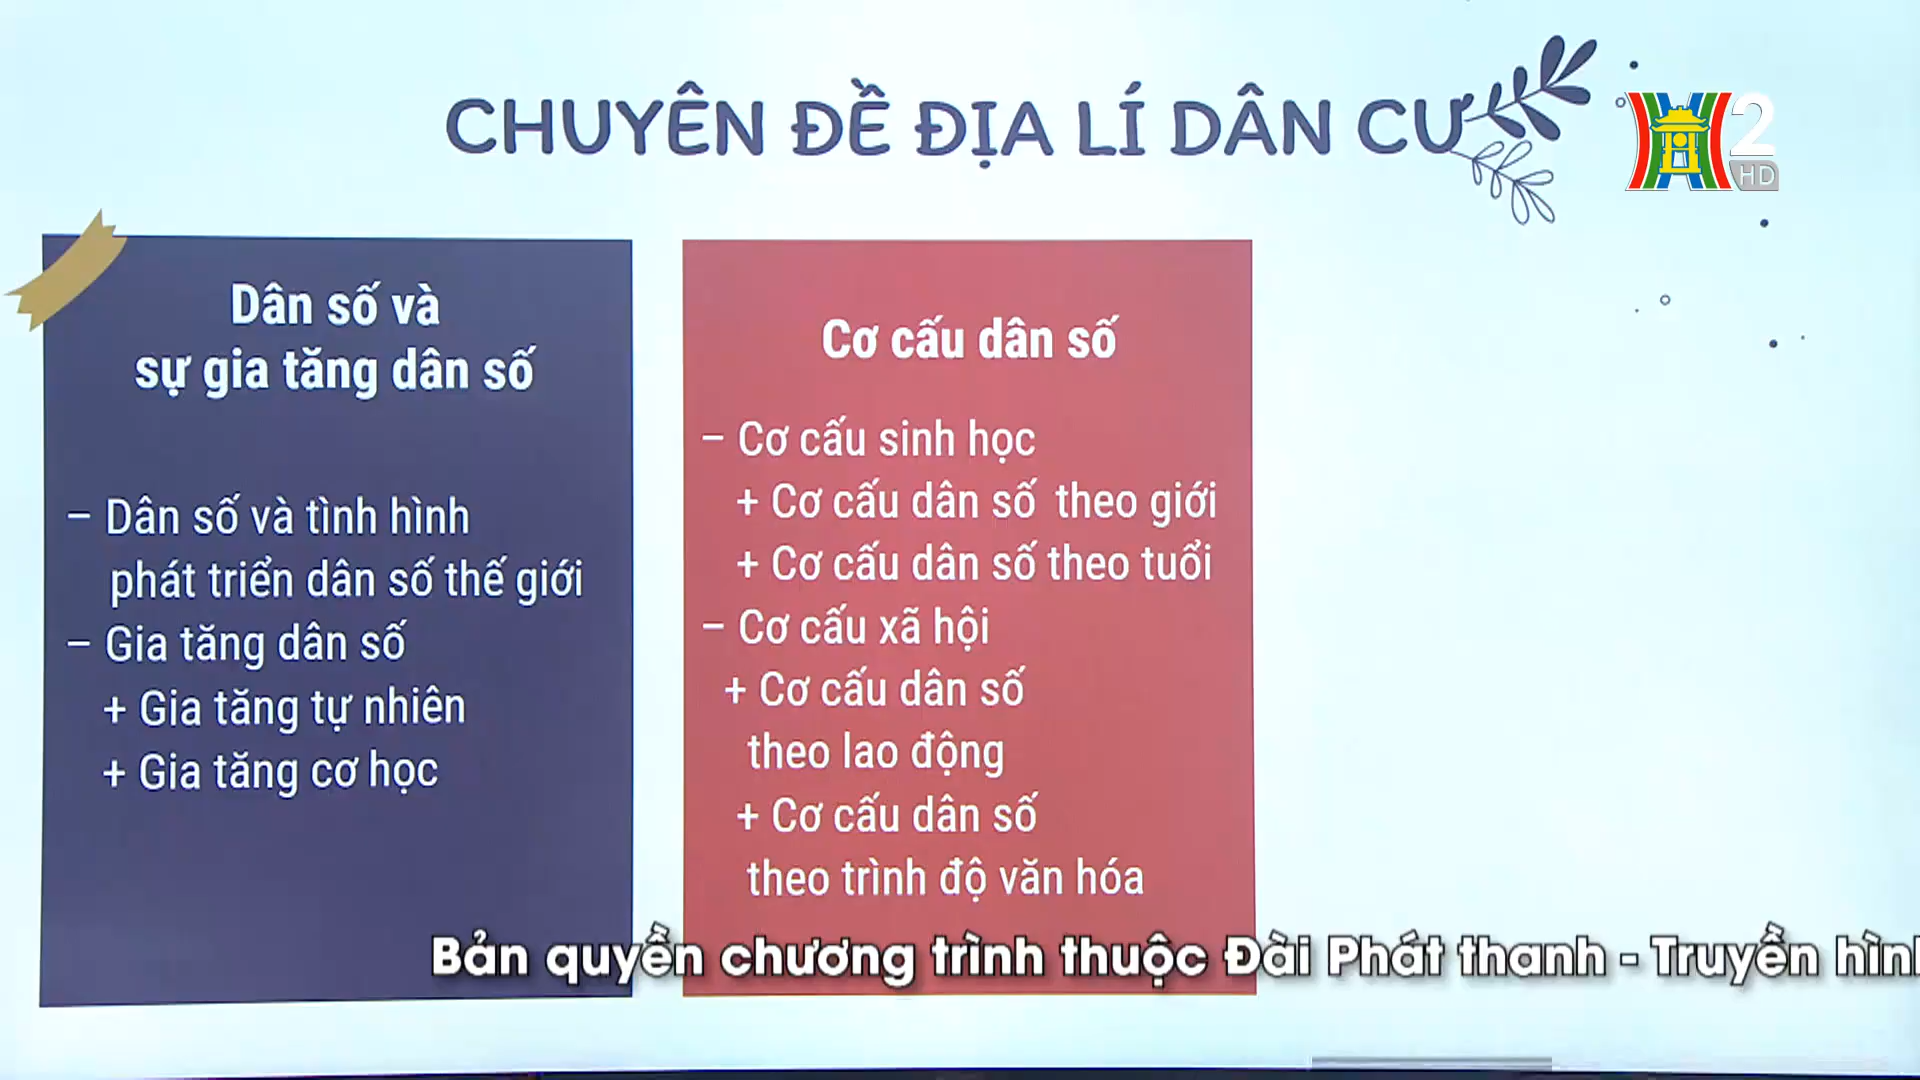 CHUYÊN ĐỀ ĐỊA LÍ DÂN CƯ
2
HD
Dân số và
sự gia tăng dân số
– Dân số và tình hình
phát triển dân số thế giới
– Gia tăng dân số
+ Gia tăng tự nhiên
+ Gia tăng cơ học
Cơ cấu dân số
– Cơ cấu sinh học
+ Cơ cấu dân số theo giới
+ Cơ cấu dân số theo tuổi
– Cơ cấu xã hội
+ Cơ cấu dân số
theo lao động
+ Cơ cấu dân số
theo trình độ văn hóa
Bản quyền chương trình thuộc Đài Phát thanh - Truyền hình